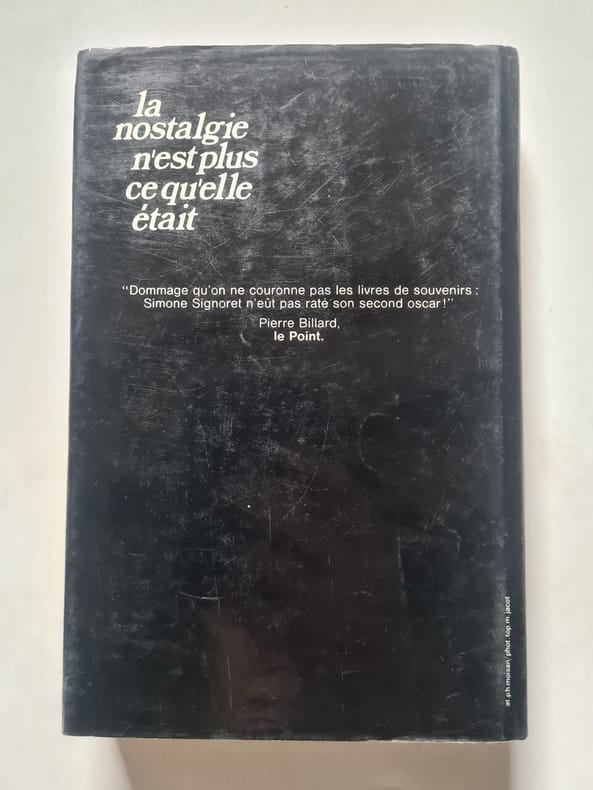 la
nostalgie
n'est plus
ce qu'elle
était
"Dommage qu'on ne couronne pas les livres de souvenirs :
Simone Signoret n'eût pas raté son second oscar!"
Pierre Billard,
le Point.
at. p.h. moisan/ phot. top. m. jacot